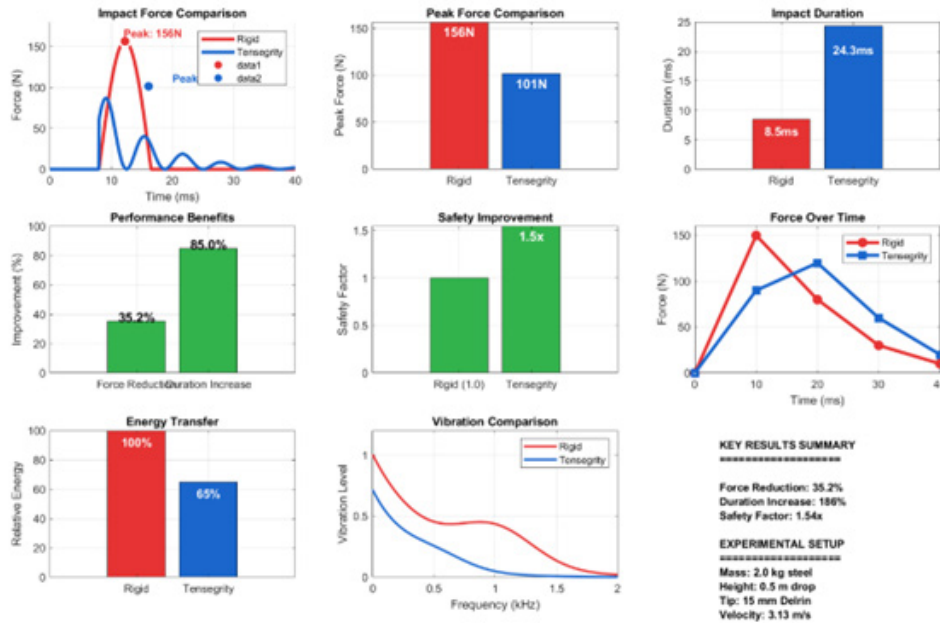 Impact Force Comparison
Force (N)
150
100
50
0
Peak: 156N
Peak
Rigid
Tensegrity
data1
data2
0 10 20 30 40
Time (ms)
Peak Force Comparison
Peak Force (N)
150
100
50
0
156N
101N
Rigid Tensegrity
Impact Duration
Duration (ms)
25
20
15
10
5
0
8.5ms
24.3ms
Rigid Tensegrity
Performance Benefits
Improvement (%)
100
80
60
40
20
0
35.2%
85.0%
Force Reduction Duration Increase
Safety Improvement
Safety Factor
1.5
1
0.5
0
1.5x
Rigid (1.0) Tensegrity
Force Over Time
Force (N)
150
100
50
0
Rigid
Tensegrity
0 10 20 30 40
Time (ms)
Energy Transfer
Relative Energy
100
80
60
40
20
0
100%
65%
Rigid Tensegrity
Vibration Comparison
Vibration Level
1
0.5
0
Rigid
Tensegrity
0 0.5 1 1.5 2
Frequency (kHz)
KEY RESULTS SUMMARY
===================
Force Reduction: 35.2%
Duration Increase: 186%
Safety Factor: 1.54x
EXPERIMENTAL SETUP
===================
Mass: 2.0 kg steel
Height: 0.5 m drop
Tip: 15 mm Delrin
Velocity: 3.13 m/s